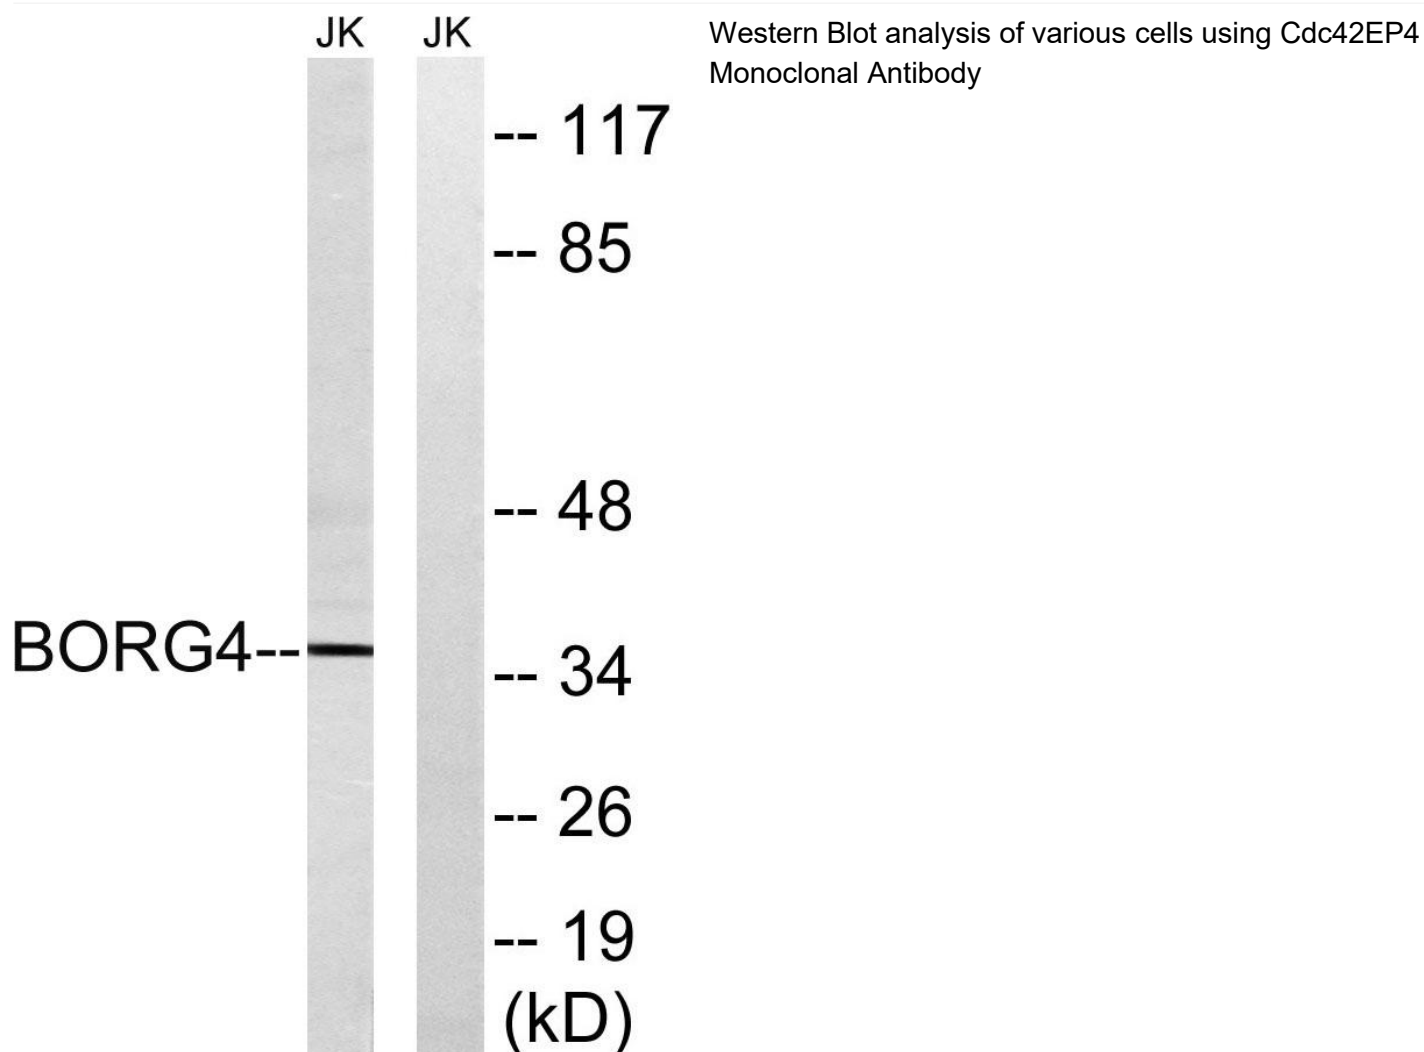 JK JK
Western Blot analysis of various cells using Cdc42EP4
Monoclonal Antibody
-- 117
-- 85
-- 48
BORG4--
-- 34
-- 26
-- 19
(kD)